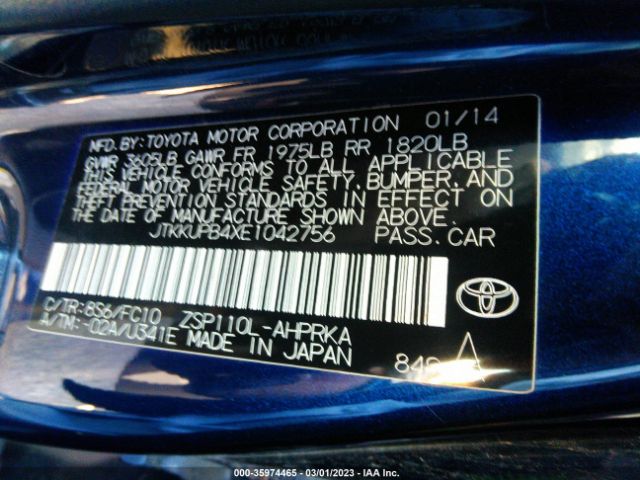 MFD. BY: TOYOTA MOTOR CORPORATION 01/14
GVWR 3605LB GAWR FR 1975LB RR 1820LB
THIS VEHICLE CONFORMS TO ALL APPLICABLE
FEDERAL MOTOR VEHICLE SAFETY, BUMPER, AND
THEFT PREVENTION STANDARDS IN EFFECT ON
THE DATE OF MANUFACTURE SHOWN ABOVE.
JTKKUPB4XE1042756 PASS. CAR
C/TR: 8S6/FC10 ZSP110L-AHPRKA
A/TM: -02A/U341E MADE IN JAPAN
000-35974465 - 03/01/2023 - IAA Inc.